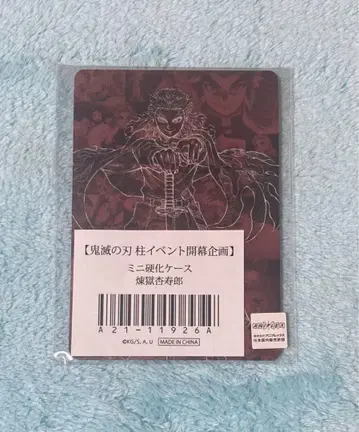 【鬼滅の刃 柱イベント開幕企画】
ミニ硬化ケース
煉獄杏寿郎
A21-11926A
©KG/S, A, U MADE IN CHINA
ANIPLEX